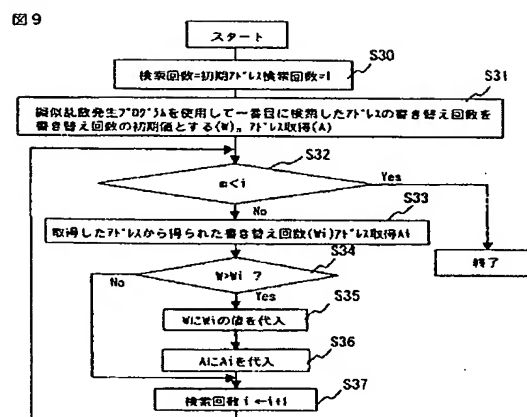 図9
スタート
S30
検索回数=初期アドレス検索回数=1
S31
疑似乱数発生プログラムを使用して一番目に検索したアドレスの書き替え回数を
書き替え回数の初期値とする(W)。アドレス取得(A)
S32
m<i
Yes
No
S33
取得したアドレスから得られた書き替え回数(Wi)アドレス取得Ai
終了
S34
W>Wi ?
No
Yes
S35
WにWiの値を代入
S36
AにAiを代入
S37
検索回数 i ←i+1